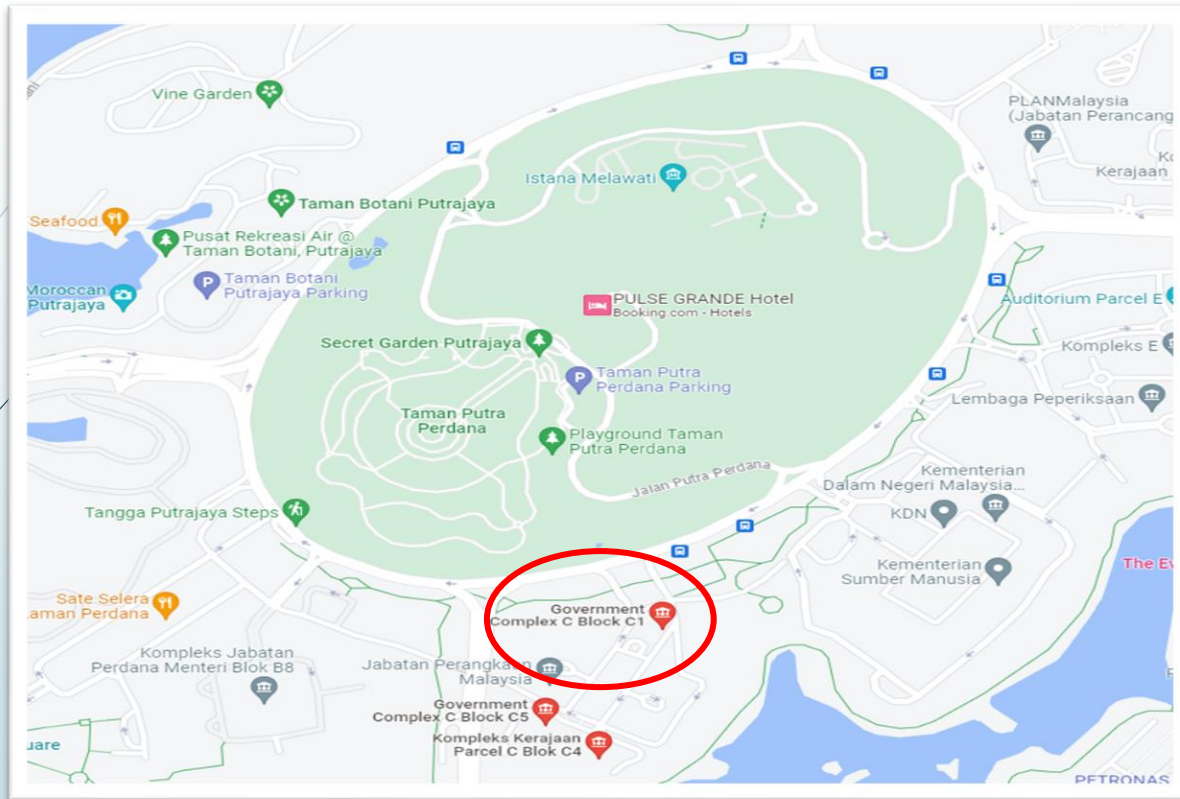 Vine Garden
PLANMalaysia
(Jabatan Perancang
Kerajaan
Istana Melawati
Taman Botani Putrajaya
Seafood
Pusat Rekreasi Air @
Taman Botani, Putrajaya
Taman Botani
Putrajaya Parking
Moroccan
Putrajaya
PULSE GRANDE Hotel
Booking.com - Hotels
Auditorium Parcel E
Secret Garden Putrajaya
Kompleks E
Taman Putra
Perdana Parking
Lembaga Peperiksaan
Taman Putra
Perdana
Playground Taman
Putra Perdana
Jalan Putra Perdana
Kementerian
Dalam Negeri Malaysia...
KDN
Tangga Putrajaya Steps
Kementerian
Sumber Manusia
The Ev
Sate Selera
Laman Perdana
Government
Complex C Block C1
Kompleks Jabatan
Perdana Menteri Blok B8
Jabatan Perangkaan
Malaysia
Government
Complex C Block C5
Kompleks Kerajaan
Parcel C Blok C4
uare
PETRONAS